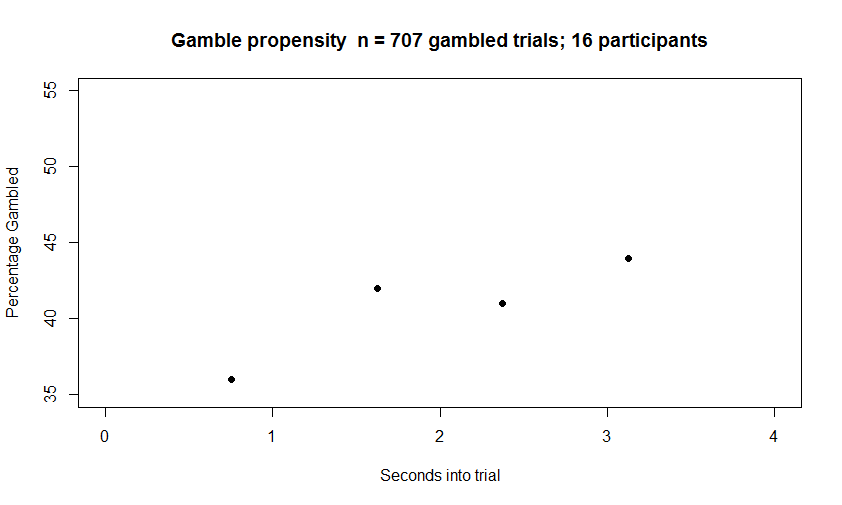 Gamble propensity  n = 707 gambled trials; 16 participants
Percentage Gambled
55
50
45
40
35
0 1 2 3 4
Seconds into trial